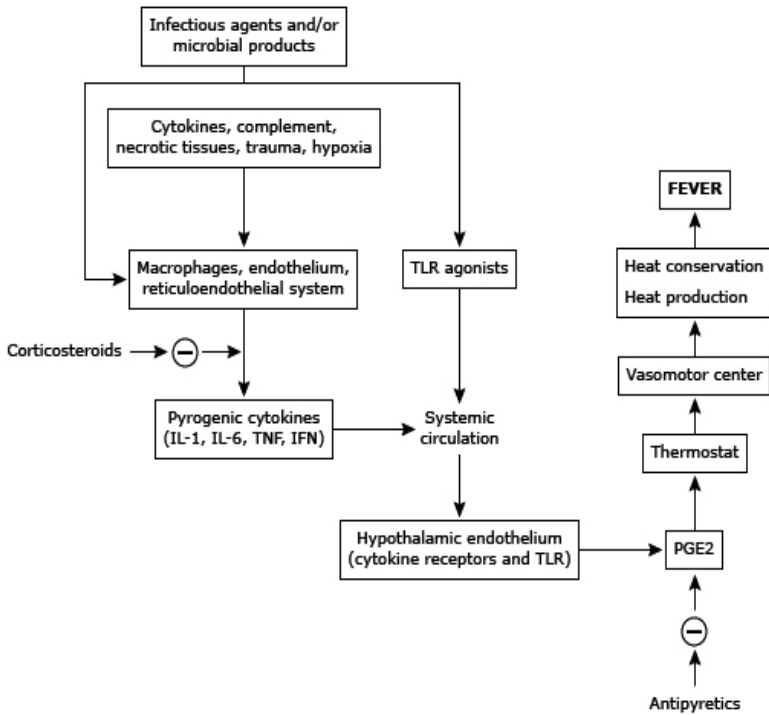 Infectious agents and/or
microbial products
Cytokines, complement,
necrotic tissues, trauma, hypoxia
FEVER
Macrophages, endothelium,
reticuloendothelial system
TLR agonists
Heat conservation
Heat production
Corticosteroids
Vasomotor center
Pyrogenic cytokines
(IL-1, IL-6, TNF, IFN)
Systemic
circulation
Thermostat
Hypothalamic endothelium
(cytokine receptors and TLR)
PGE2
Antipyretics